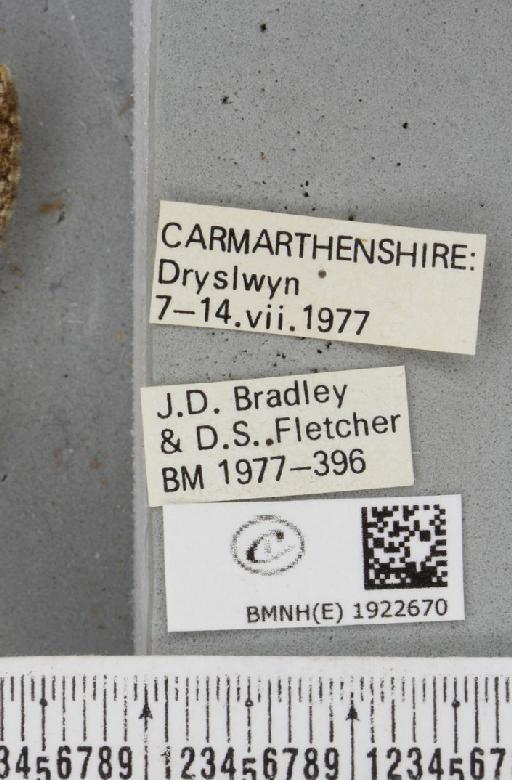 CARMARTHENSHIRE:
Dryslwyn
7–14.vii.1977
J.D. Bradley
& D.S. Fletcher
BM 1977–396
BMNH(E) 1922670
3456789 123456789 1234567